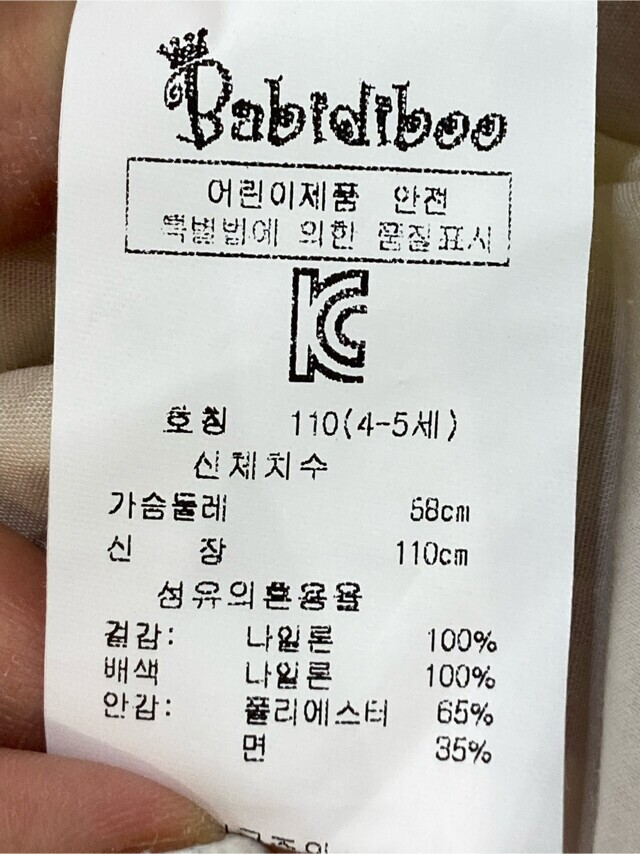 Babidiboo
어린이제품 안전
특별법에 의한 품질표시
KC
호칭 110(4-5세)
신체치수
가슴둘레 58cm
신 장 110cm
섬유의혼용율
겉감: 나일론 100%
배색 나일론 100%
안감: 폴리에스터 65%
면 35%